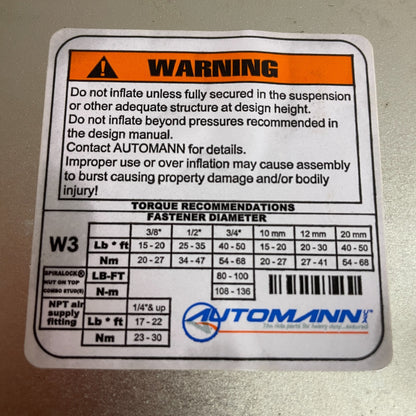 WARNING
Do not inflate unless fully secured in the suspension
or other adequate structure at design height.
Do not inflate beyond pressures recommended in
the design manual.
Contact AUTOMANN for details.
Improper use or over inflation may cause assembly
to burst causing property damage and/or bodily
injury!
TORQUE RECOMMENDATIONS
FASTENER DIAMETER
W3
3/8" 1/2" 3/4" 10 mm 12 mm 20 mm
Lb * ft 15 - 20 25 - 35 40 - 50 15 - 20 20 - 30 40 - 50
Nm 20 - 27 34 - 47 54 - 68 20 - 27 27 - 41 54 - 68
SPIRALOCK®
NUT ON TOP
COMBO STUD(S)
LB-FT 80 - 100
N-m 108 - 136
NPT air
supply
fitting
1/4"& up
Lb * ft 17 - 22
Nm 23 - 30
AUTOMANN
The ride parts for heavy duty...